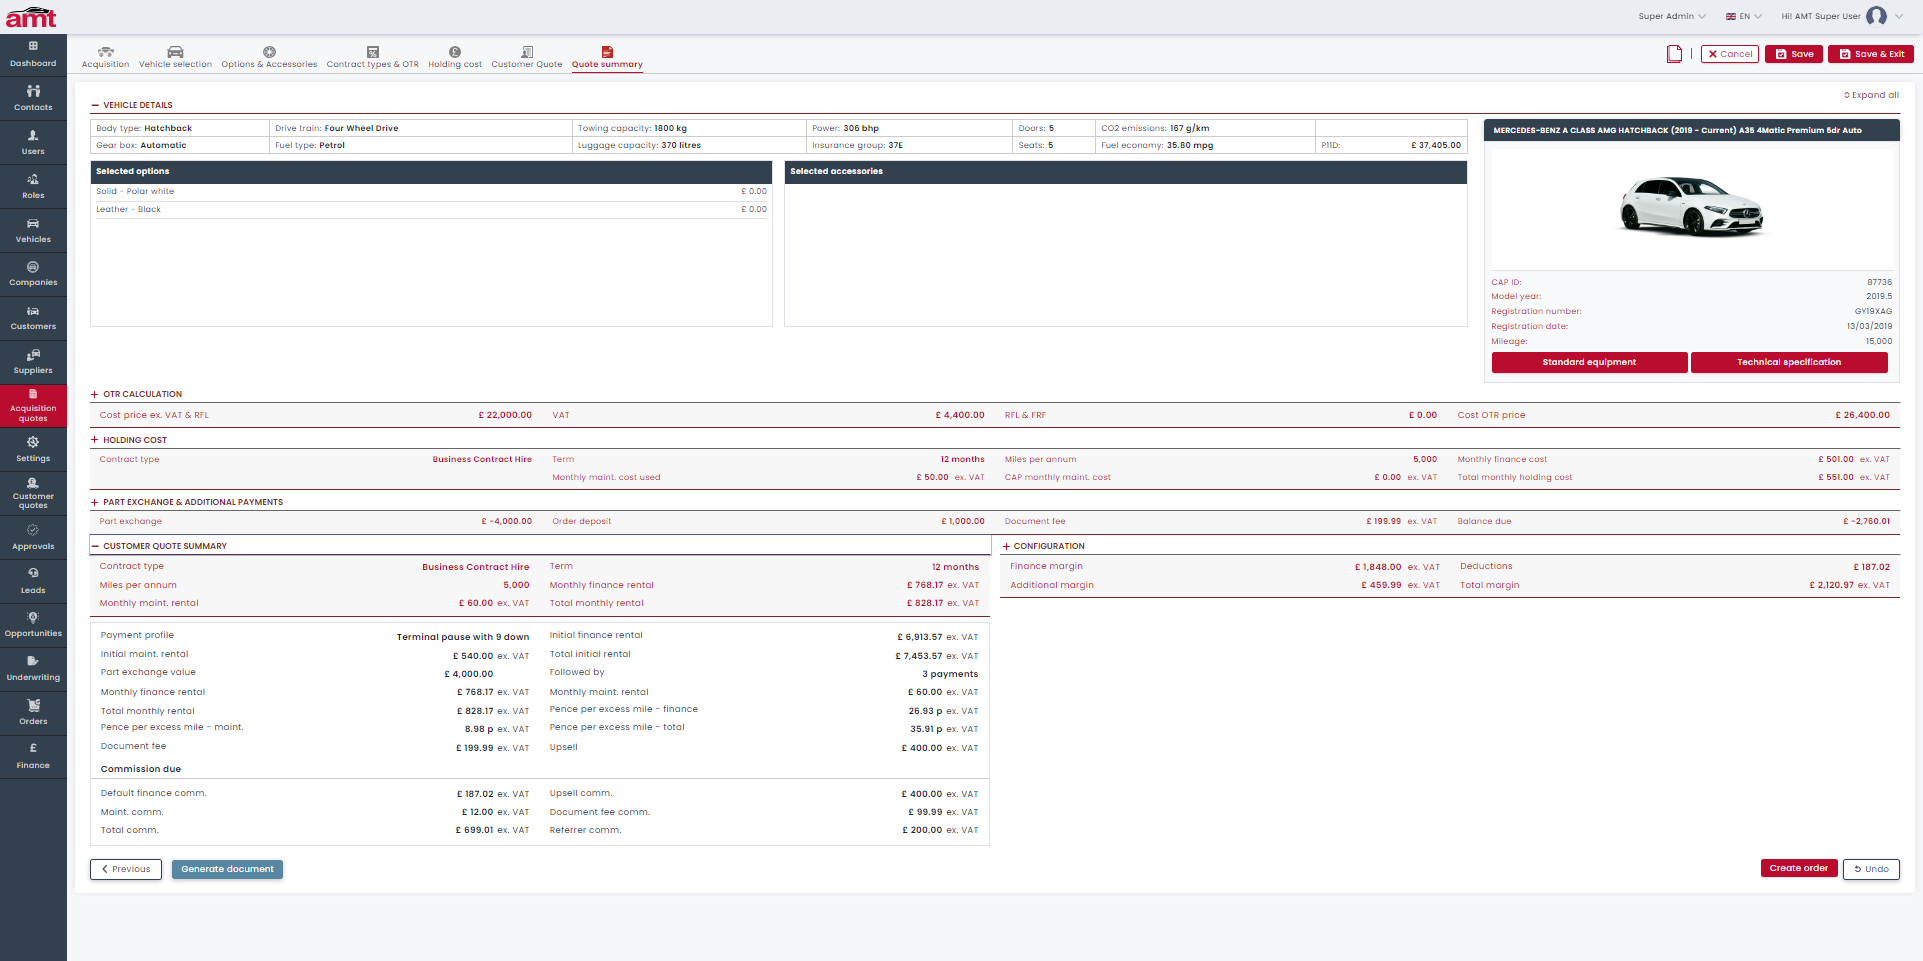 amt
Super Admin
EN
Hi! AMT Super User
Dashboard
Contacts
Users
Roles
Vehicles
Companies
Customers
Suppliers
Acquisition
quotes
Settings
Customer
quotes
Approvals
Leads
Opportunities
Underwriting
Orders
Finance
Acquisition Vehicle selection Options & Accessories Contract types & OTR Holding cost Customer Quote Quote summary
Cancel Save Save & Exit
Expand all
VEHICLE DETAILS
Body type: Hatchback Drive train: Four Wheel Drive Towing capacity: 1800 kg Power: 306 bhp Doors: 5 CO2 emissions: 167 g/km
Gear box: Automatic Fuel type: Petrol Luggage capacity: 370 litres Insurance group: 37E Seats: 5 Fuel economy: 35.80 mpg P11D: £ 37,405.00
Selected options
Solid - Polar white £ 0.00
Leather - Black £ 0.00
Selected accessories
MERCEDES-BENZ A CLASS AMG HATCHBACK (2019 - Current) A35 4Matic Premium 5dr Auto
CAP ID: 87736
Model year: 2019.5
Registration number: GY19XAG
Registration date: 13/03/2019
Mileage: 15,000
Standard equipment Technical specification
OTR CALCULATION
Cost price ex. VAT & RFL £ 22,000.00 VAT £ 4,400.00 RFL & FRF £ 0.00 Cost OTR price £ 26,400.00
HOLDING COST
Contract type Business Contract Hire Term 12 months Miles per annum 5,000 Monthly finance cost £ 501.00 ex. VAT
Monthly maint. cost used £ 50.00 ex. VAT CAP monthly maint. cost £ 0.00 ex. VAT Total monthly holding cost £ 551.00 ex. VAT
PART EXCHANGE & ADDITIONAL PAYMENTS
Part exchange £ -4,000.00 Order deposit £ 1,000.00 Document fee £ 199.99 ex. VAT Balance due £ -2,760.01
CUSTOMER QUOTE SUMMARY
Contract type Business Contract Hire Term 12 months
Miles per annum 5,000 Monthly finance rental £ 768.17 ex. VAT
Monthly maint. rental £ 60.00 ex. VAT Total monthly rental £ 828.17 ex. VAT
CONFIGURATION
Finance margin £ 1,848.00 ex. VAT Deductions £ 187.02
Additional margin £ 459.99 ex. VAT Total margin £ 2,120.97 ex. VAT
Payment profile Terminal pause with 9 down Initial finance rental £ 6,913.57 ex. VAT
Initial maint. rental £ 540.00 ex. VAT Total initial rental £ 7,453.57 ex. VAT
Part exchange value £ 4,000.00 Followed by 3 payments
Monthly finance rental £ 768.17 ex. VAT Monthly maint. rental £ 60.00 ex. VAT
Total monthly rental £ 828.17 ex. VAT Pence per excess mile - finance 26.93 p ex. VAT
Pence per excess mile - maint. 8.98 p ex. VAT Pence per excess mile - total 35.91 p ex. VAT
Document fee £ 199.99 ex. VAT Upsell £ 400.00 ex. VAT
Commission due
Default finance comm. £ 187.02 ex. VAT Upsell comm. £ 400.00 ex. VAT
Maint. comm. £ 12.00 ex. VAT Document fee comm. £ 99.99 ex. VAT
Total comm. £ 699.01 ex. VAT Referrer comm. £ 200.00 ex. VAT
Previous Generate document Create order Undo